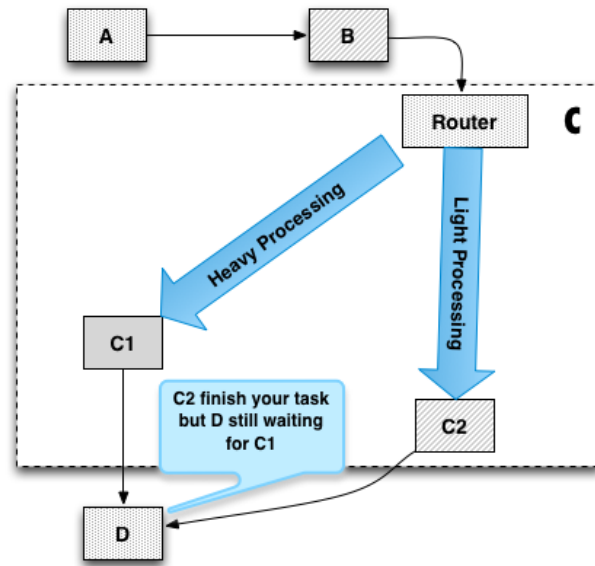 A
B
Router
C
Heavy Processing
Light Processing
C1
C2 finish your task
but D still waiting
for C1
C2
D